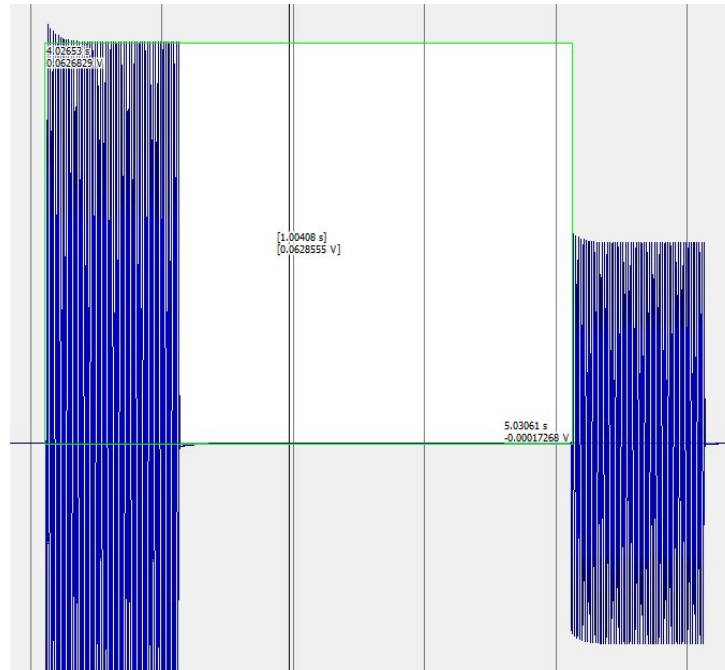 4.02653 s
0.0626829 V
[1.00408 s]
[0.0628555 V]
5.03061 s
-0.00017268 V